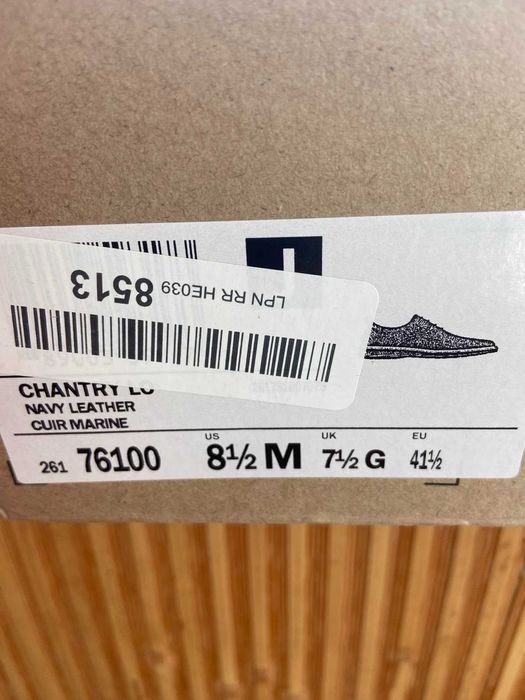 LPN RR HE039 8513
CHANTRY LO
NAVY LEATHER
CUIR MARINE
US UK EU
261 76100 8½ M 7½ G 41½